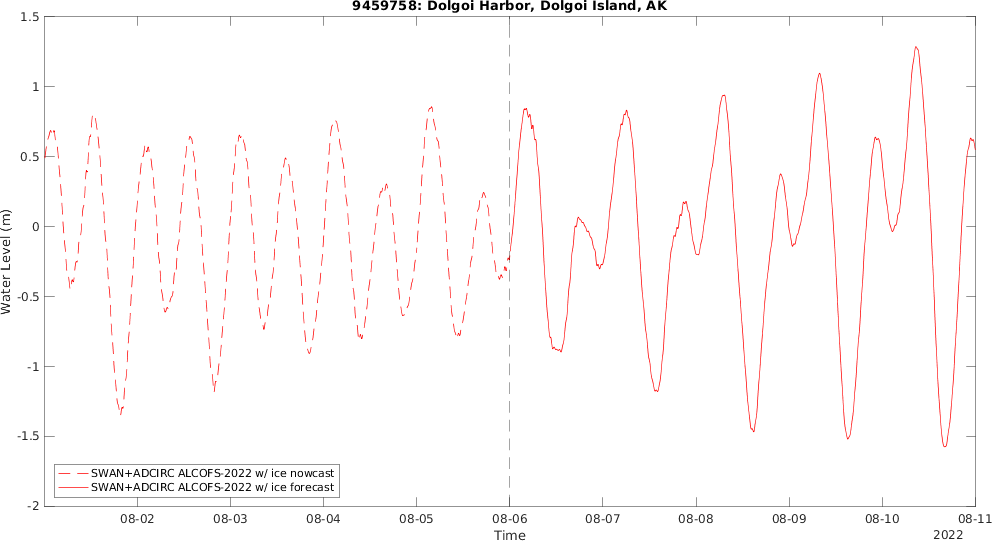 9459758: Dolgoi Harbor, Dolgoi Island, AK
1.5
1
0.5
0
-0.5
-1
-1.5
-2
Water Level (m)
SWAN+ADCIRC ALCOFS-2022 w/ ice nowcast
SWAN+ADCIRC ALCOFS-2022 w/ ice forecast
08-02 08-03 08-04 08-05 08-06 08-07 08-08 08-09 08-10 08-11
Time
2022